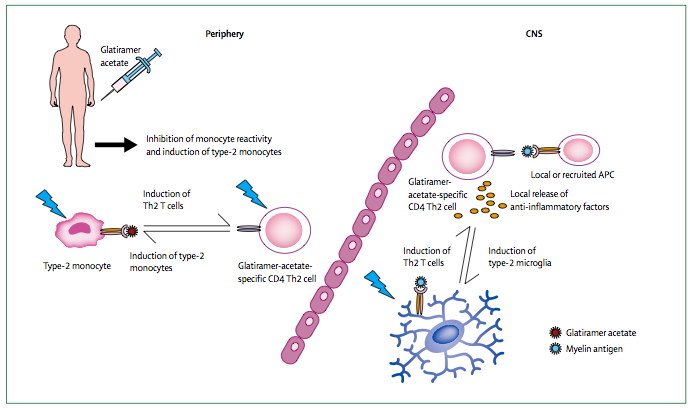 Periphery
CNS
Glatiramer
acetate
Inhibition of monocyte reactivity
and induction of type-2 monocytes
Induction of
Th2 T cells
Induction of type-2
monocytes
Type-2 monocyte
Glatiramer-acetate-
specific CD4 Th2 cell
Local or recruited APC
Glatiramer-
acetate-specific
CD4 Th2 cell
Local release of
anti-inflammatory factors
Induction of
Th2 T cells
Induction of
type-2 microglia
Glatiramer acetate
Myelin antigen